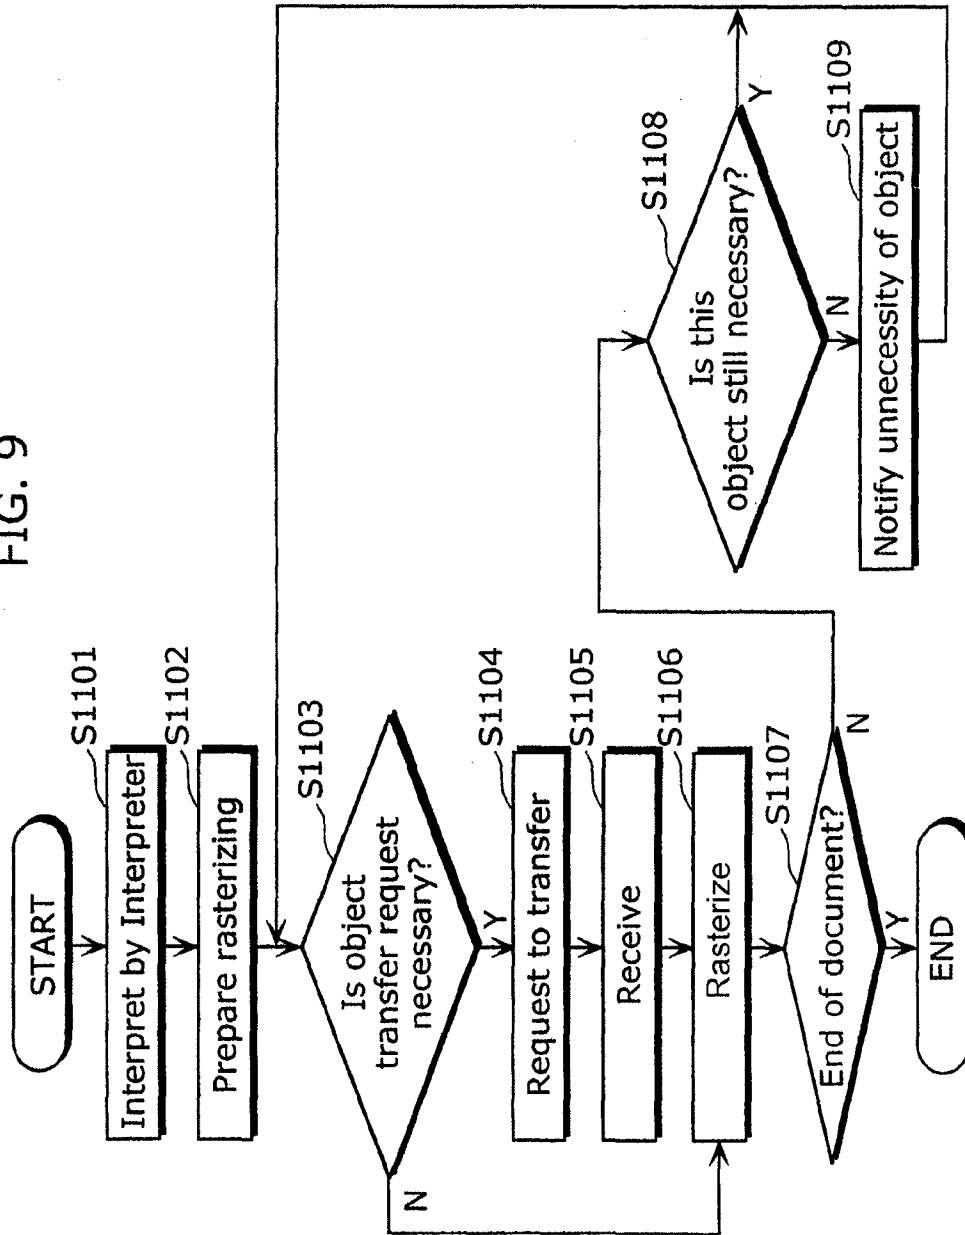 FIG. 9
START
S1101
Interpret by Interpreter
S1102
Prepare rasterizing
S1103
Is object
transfer request
necessary?
N
Y
S1104
Request to transfer
S1105
Receive
S1106
Rasterize
S1107
End of document?
N
Y
END
S1108
Is this
object still necessary?
Y
N
S1109
Notify unnecessity of object